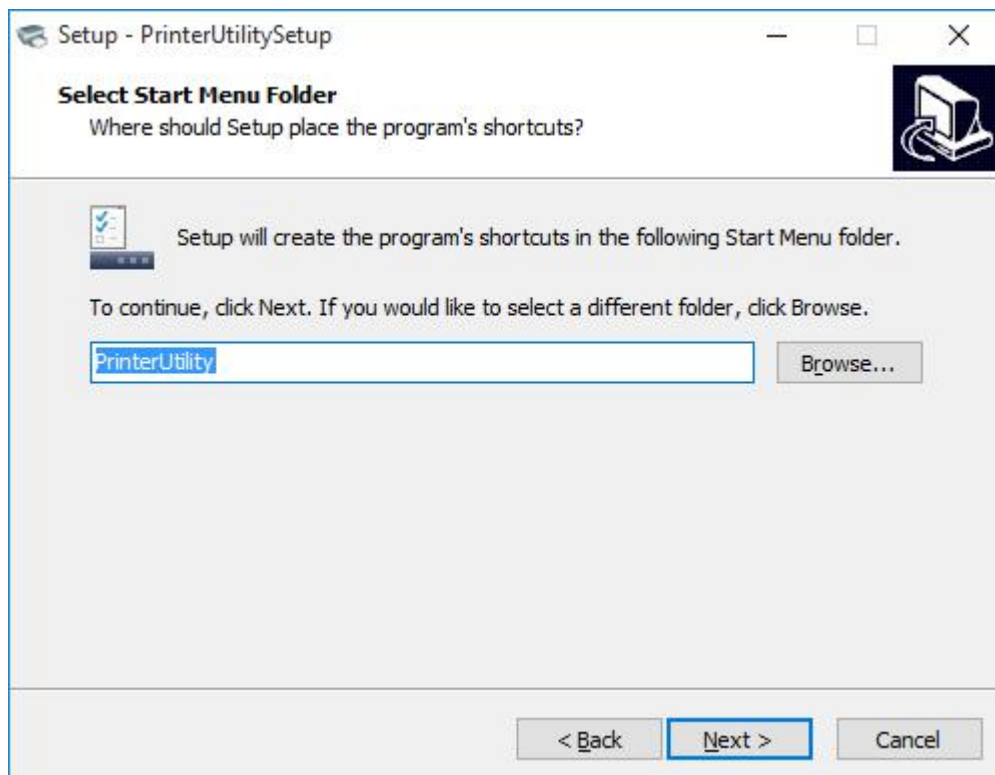 Setup - PrinterUtilitySetup
Select Start Menu Folder
Where should Setup place the program's shortcuts?
Setup will create the program's shortcuts in the following Start Menu folder.
To continue, click Next. If you would like to select a different folder, click Browse.
PrinterUtility
Browse...
< Back
Next >
Cancel